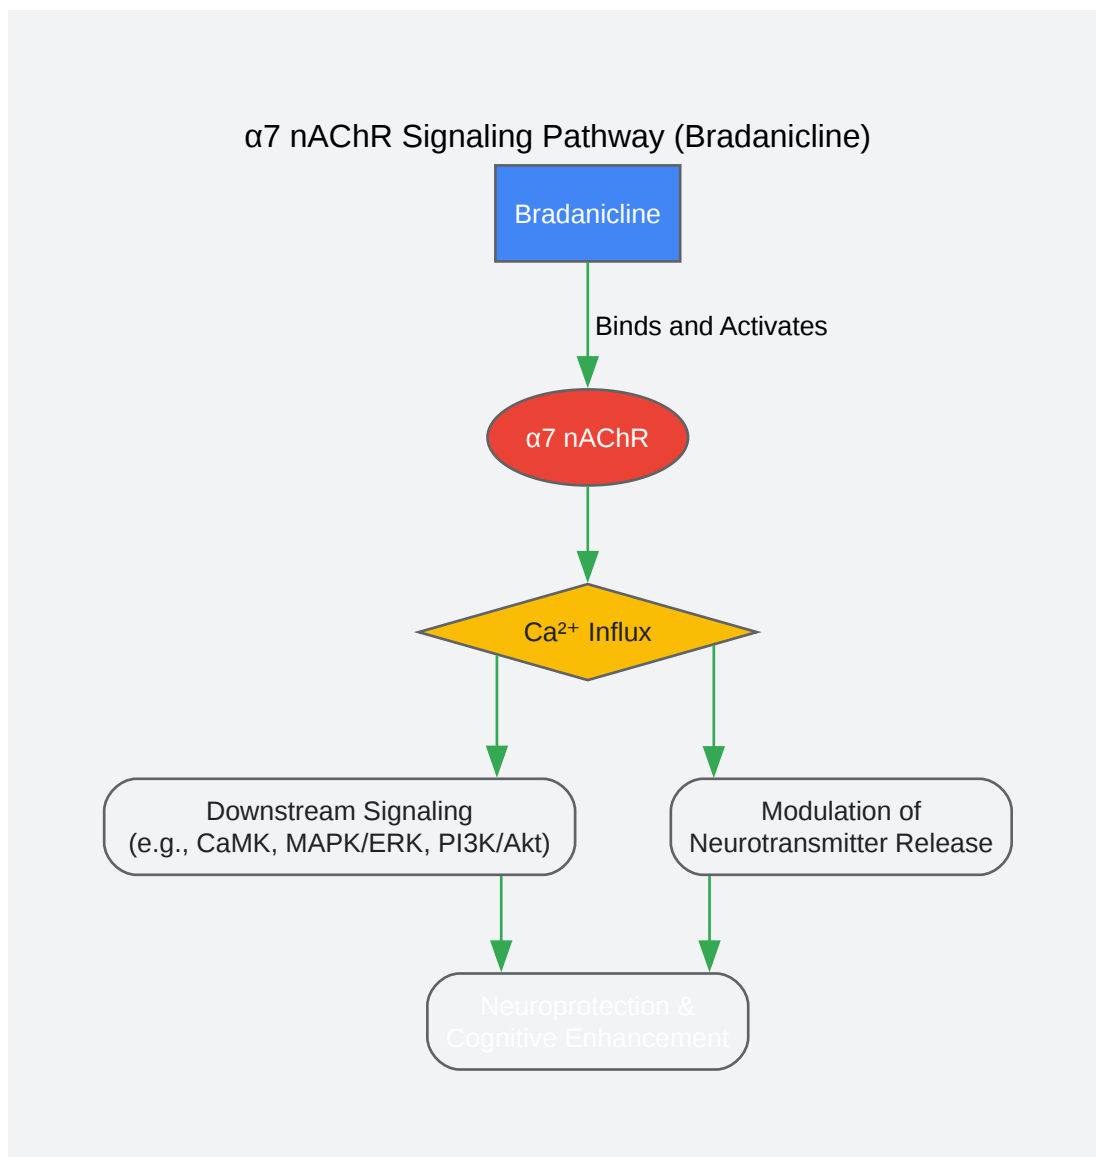 α7 nAChR Signaling Pathway (Bradanicline)
Bradanicline
Binds and Activates
α7 nAChR
Ca²⁺ Influx
Downstream Signaling
(e.g., CaMK, MAPK/ERK, PI3K/Akt)
Modulation of
Neurotransmitter Release
Neuroprotection &
Cognitive Enhancement